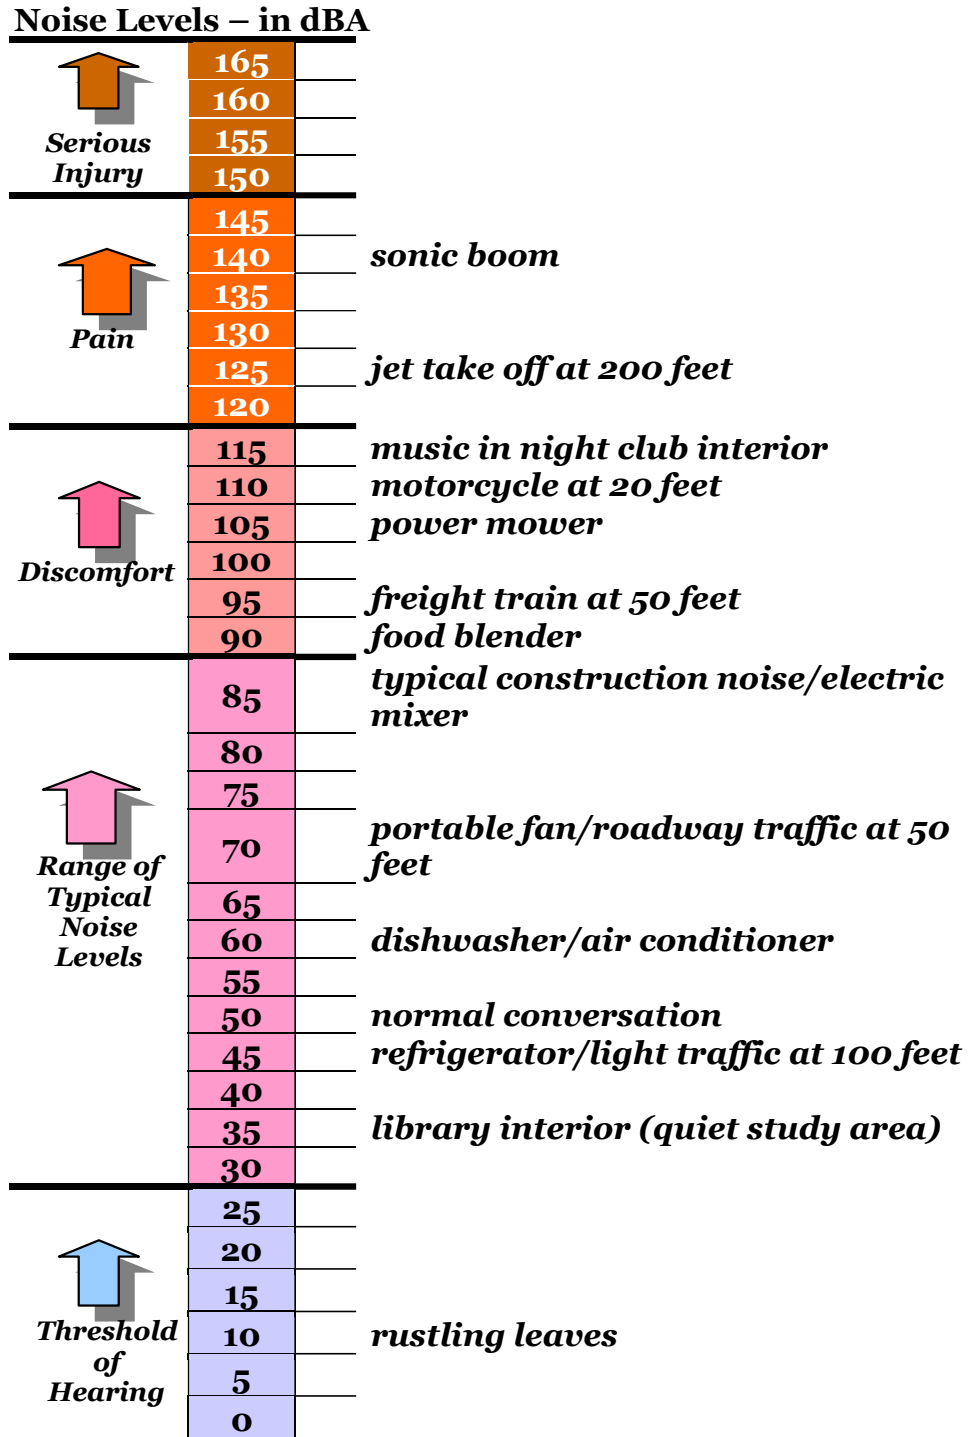 Noise Levels – in dBA
165
160
Serious
Injury
155
150
145
140 sonic boom
135
Pain
130
125 jet take off at 200 feet
120
115 music in night club interior
110 motorcycle at 20 feet
105 power mower
Discomfort
100
95 freight train at 50 feet
90 food blender
85 typical construction noise/electric
mixer
80
75
70 portable fan/roadway traffic at 50
feet
Range of
Typical
Noise
Levels
65
60 dishwasher/air conditioner
55
50 normal conversation
45 refrigerator/light traffic at 100 feet
40
35 library interior (quiet study area)
30
25
20
15
Threshold
of
Hearing
10 rustling leaves
5
0